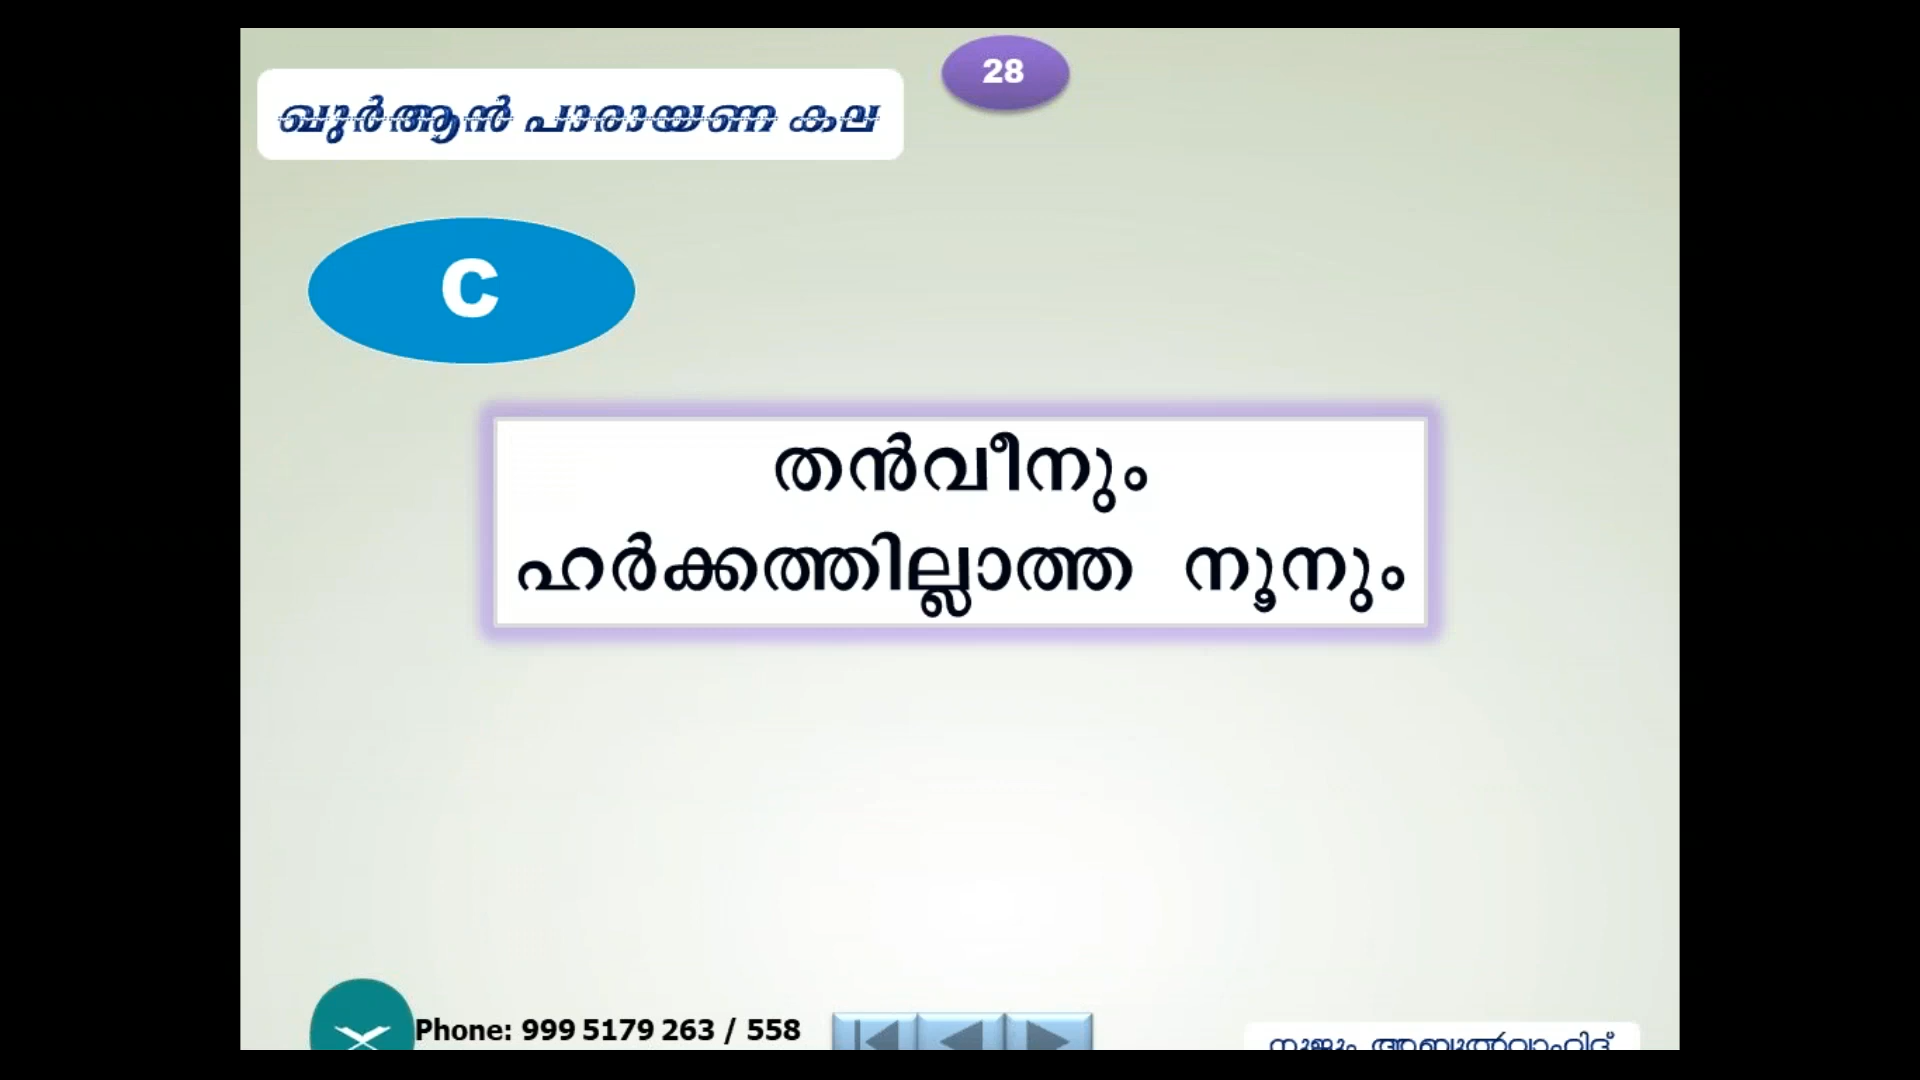 28
ഖുർആൻ പാരായണ കല
C
തൻവീനും
ഹർക്കത്തില്ലാത്ത നൂനും
Phone: 999 5179 263 / 558